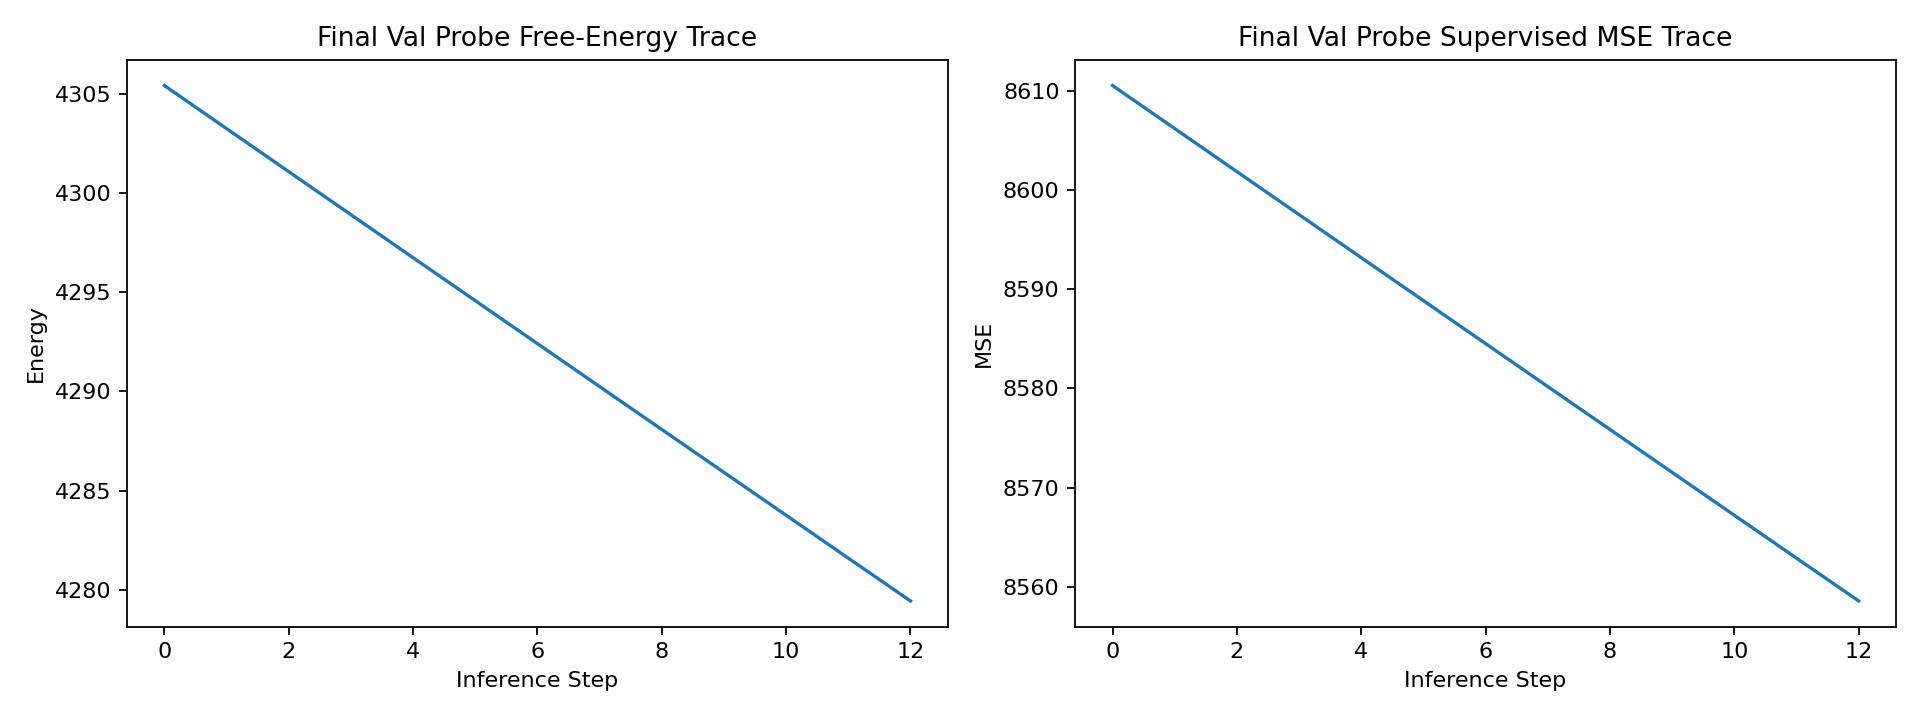 Final Val Probe Free-Energy Trace
Energy
4305
4300
4295
4290
4285
4280
0 2 4 6 8 10 12
Inference Step
Final Val Probe Supervised MSE Trace
MSE
8610
8600
8590
8580
8570
8560
0 2 4 6 8 10 12
Inference Step